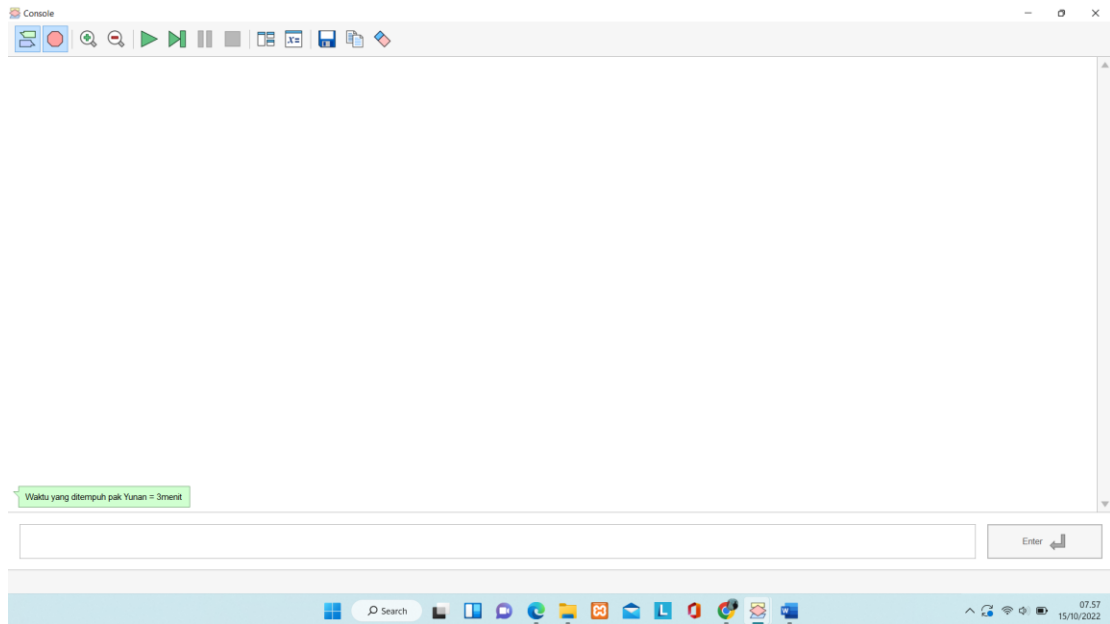 Console
x=
Waktu yang ditempuh pak Yunan = 3menit
Enter
Search
L
07.57
15/10/2022